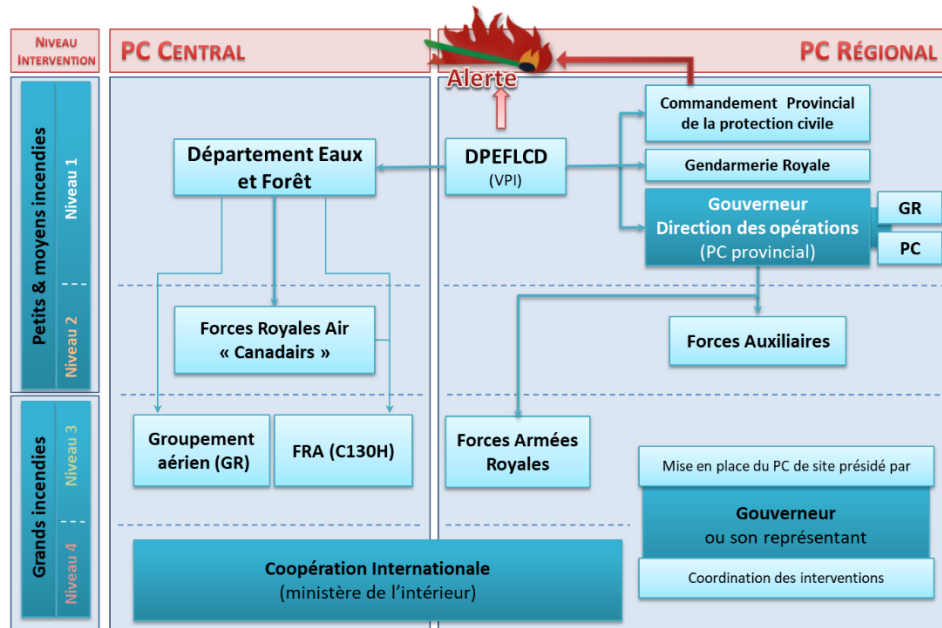 NIVEAU
INTERVENTION
PC CENTRAL
PC RÉGIONAL
Alerte
Petits & moyens incendies
Niveau 1
Niveau 2
Grands incendies
Niveau 3
Niveau 4
Département Eaux
et Forêt
DPEFLCD
(VPI)
Commandement Provincial
de la protection civile
Gendarmerie Royale
Gouverneur
Direction des opérations
(PC provincial)
GR
PC
Forces Royales Air
« Canadairs »
Forces Auxiliaires
Groupement
aérien (GR)
FRA (C130H)
Forces Armées
Royales
Mise en place du PC de site présidé par
Gouverneur
ou son représentant
Coordination des interventions
Coopération Internationale
(ministère de l’intérieur)